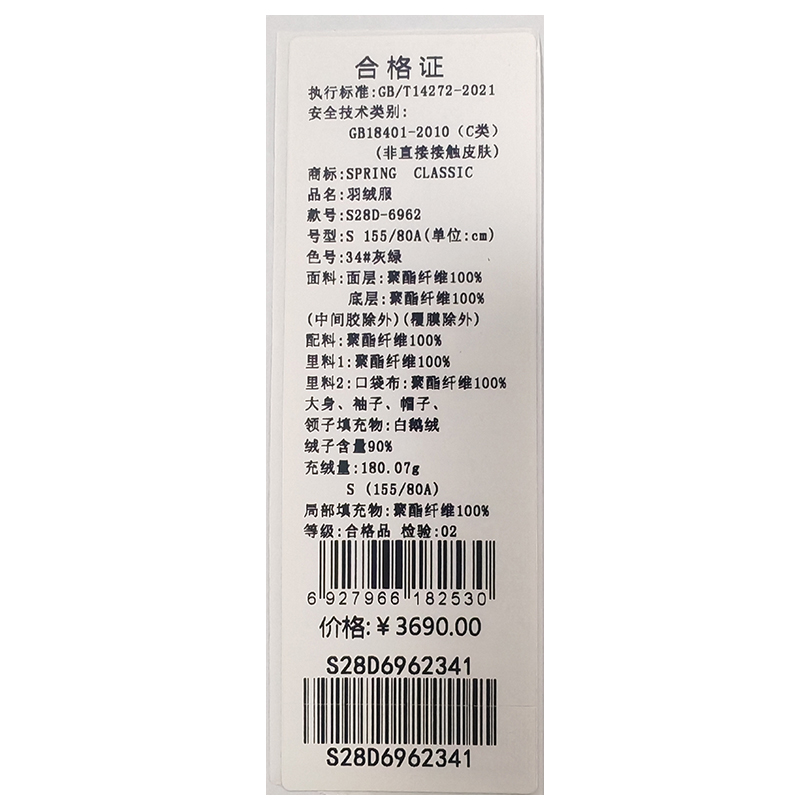 合格证
执行标准:GB/T14272-2021
安全技术类别:
GB18401-2010（C类）
(非直接接触皮肤)
商标:SPRING CLASSIC
品名:羽绒服
款号:S28D-6962
号型:S 155/80A(单位:cm)
色号:34#灰緑
面料:面层:聚酯纤维100%
底层:聚酯纤维100%
(中间胶除外)(覆膜除外)
配料:聚酯纤维100%
里料1:聚酯纤维100%
里料2:口袋布:聚酯纤维100%
大身、袖子、帽子、
领子填充物:白鹅绒
绒子含量90%
充绒量:180.07g
S (155/80A)
局部填充物:聚酯纤维100%
等级:合格品 检验:02
6 927966 182530
价格:￥3690.00
S28D6962341
S28D6962341